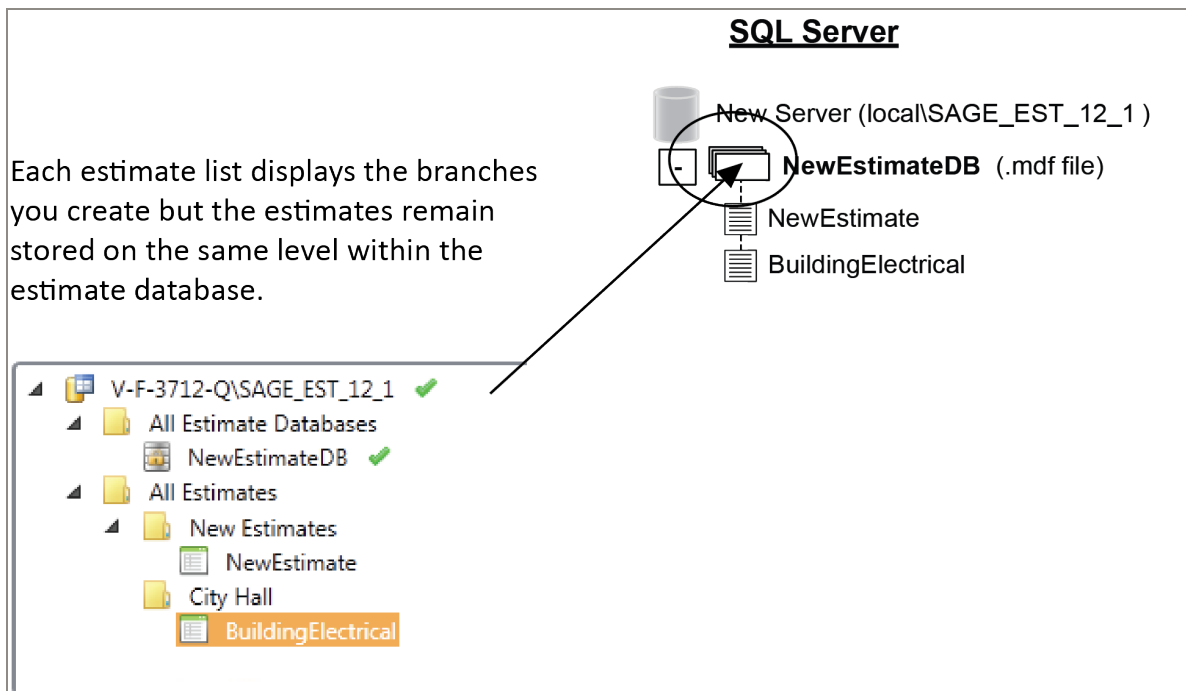 SQL Server
New Server (local\SAGE_EST_12_1 )
- NewEstimateDB (.mdf file)
NewEstimate
BuildingElectrical
Each estimate list displays the branches
you create but the estimates remain
stored on the same level within the
estimate database.
V-F-3712-Q\SAGE_EST_12_1
All Estimate Databases
NewEstimateDB
All Estimates
New Estimates
NewEstimate
City Hall
BuildingElectrical